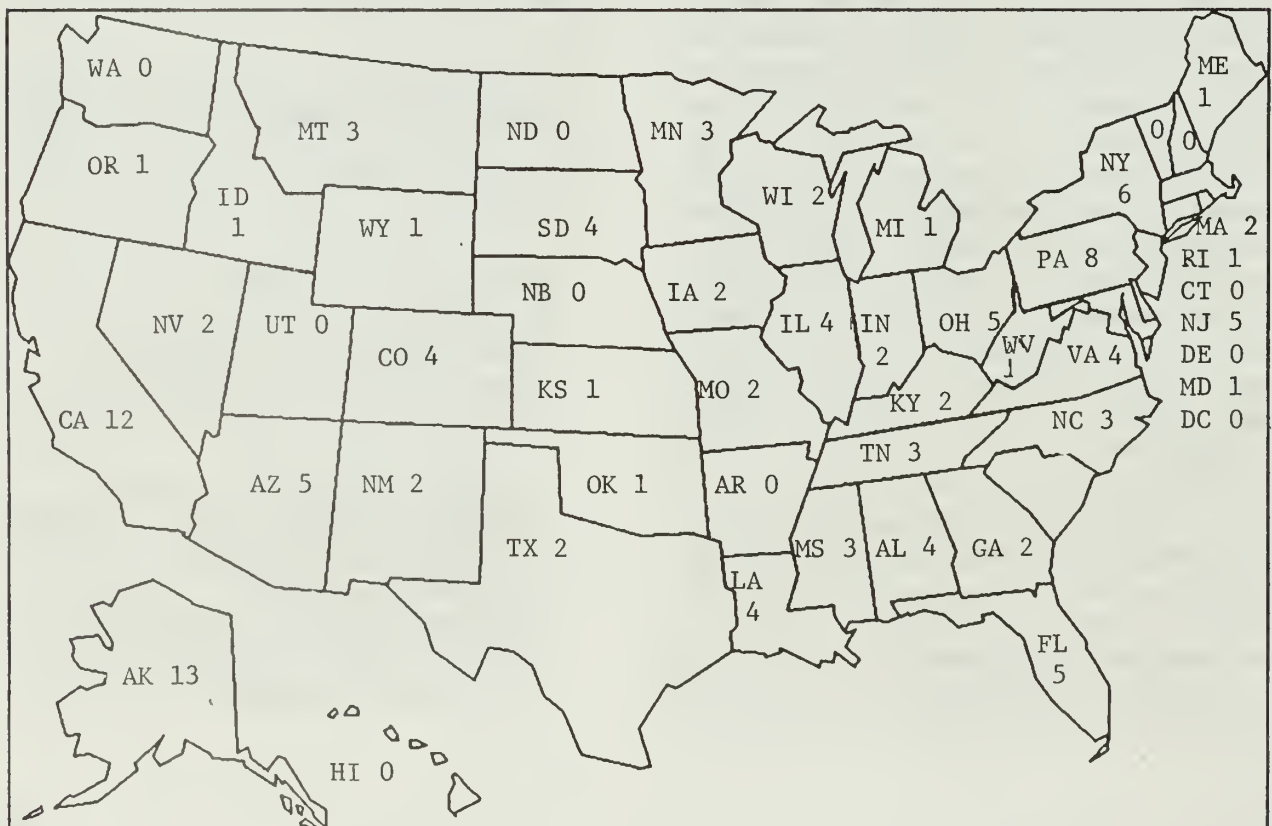 WA 0
MT 3
ND 0
MN 3
ME
1
0
0
OR 1
ID
1
WY 1
SD 4
WI 2
MI 1
NY
6
MA 2
RI 1
CT 0
NJ 5
DE 0
MD 1
DC 0
NB 0
IA 2
PA 8
NV 2
UT 0
CO 4
IL 4
IN
2
OH 5
WV
1
VA 4
CA 12
KS 1
MO 2
KY 2
NC 3
TN 3
AZ 5
NM 2
OK 1
AR 0
TX 2
LA
4
MS 3
AL 4
GA 2
FL
5
AK 13
HI 0